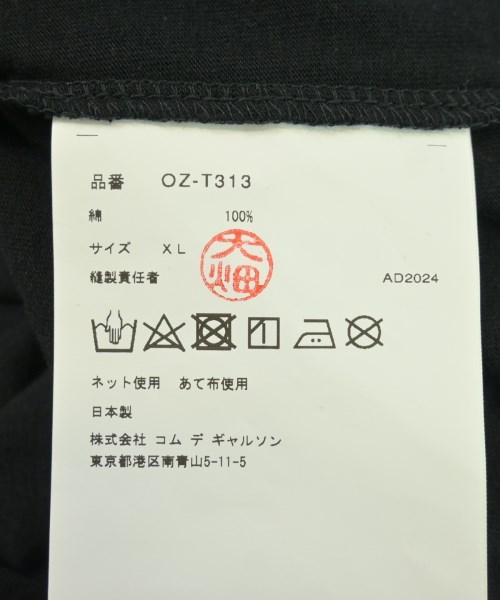 品番 OZ-T313
綿 100%
サイズ XL
縫製責任者 大畑 AD2024
ネット使用 あて布使用
日本製
株式会社 コム デ ギャルソン
東京都港区南青山5-11-5